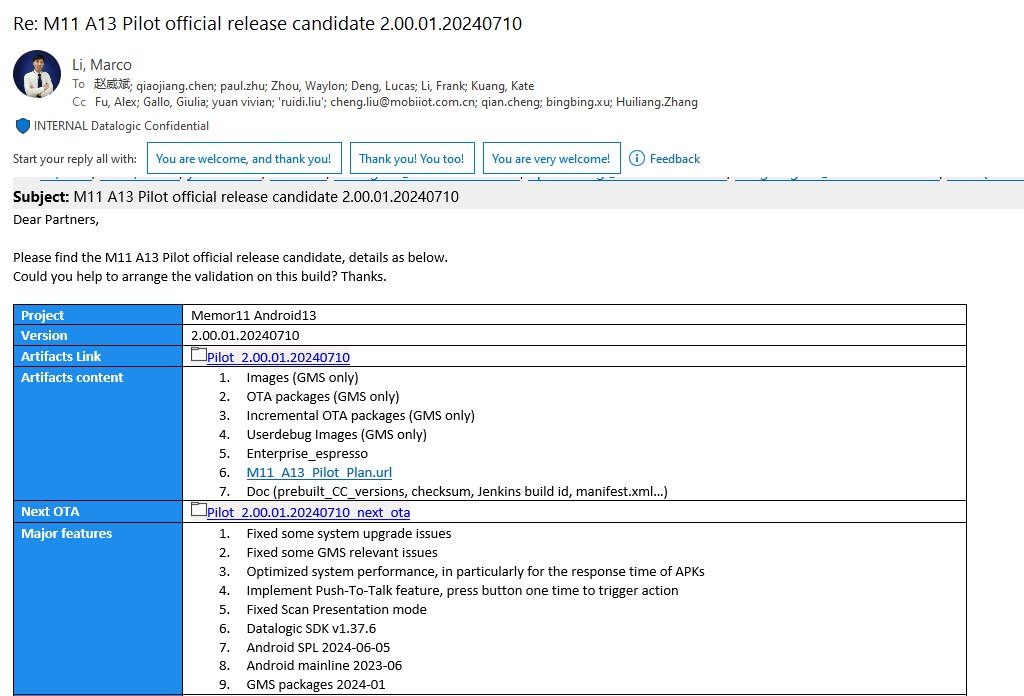 Re: M11 A13 Pilot official release candidate 2.00.01.20240710
Li, Marco
To 赵威斌; qiaojiang.chen; paul.zhu; Zhou, Waylon; Deng, Lucas; Li, Frank; Kuang, Kate
Cc Fu, Alex; Gallo, Giulia; yuan vivian; 'ruidi.liu'; cheng.liu@mobiiot.com.cn; qian.cheng; bingbing.xu; Huiliang.Zhang
INTERNAL Datalogic Confidential
Start your reply all with: You are welcome, and thank you! Thank you! You too! You are very welcome! Feedback
Subject: M11 A13 Pilot official release candidate 2.00.01.20240710
Dear Partners,
Please find the M11 A13 Pilot official release candidate, details as below.
Could you help to arrange the validation on this build? Thanks.
Project Memor11 Android13
Version 2.00.01.20240710
Artifacts Link Pilot_2.00.01.20240710
Artifacts content 1. Images (GMS only)
2. OTA packages (GMS only)
3. Incremental OTA packages (GMS only)
4. Userdebug Images (GMS only)
5. Enterprise_espresso
6. M11_A13_Pilot_Plan.url
7. Doc (prebuilt_CC_versions, checksum, Jenkins build id, manifest.xml...)
Next OTA Pilot_2.00.01.20240710_next_ota
Major features 1. Fixed some system upgrade issues
2. Fixed some GMS relevant issues
3. Optimized system performance, in particularly for the response time of APKs
4. Implement Push-To-Talk feature, press button one time to trigger action
5. Fixed Scan Presentation mode
6. Datalogic SDK v1.37.6
7. Android SPL 2024-06-05
8. Android mainline 2023-06
9. GMS packages 2024-01